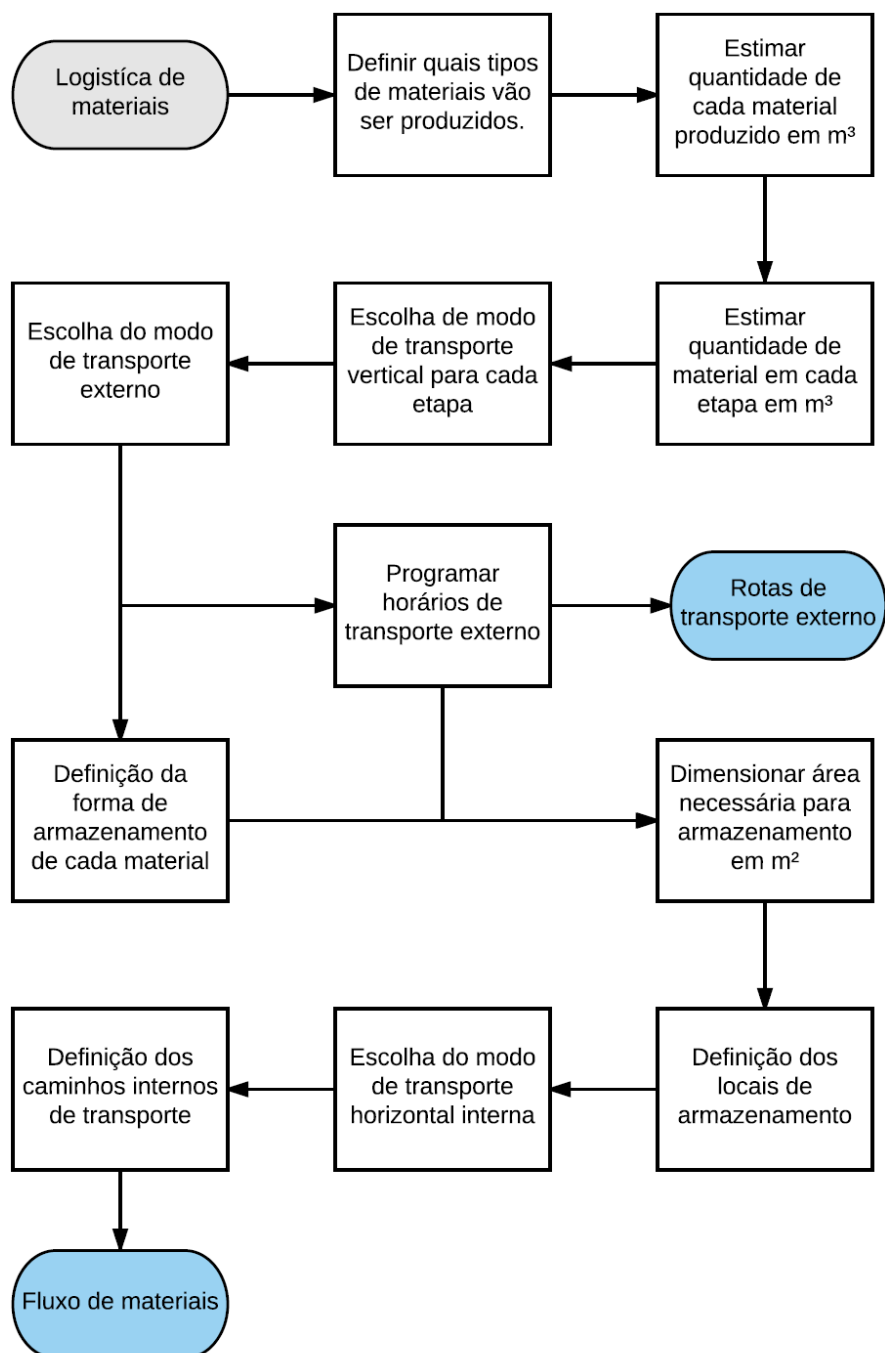 Logistíca de
materiais
Definir quais tipos
de materiais vão
ser produzidos.
Estimar
quantidade de
cada material
produzido em m³
Estimar
quantidade de
material em cada
etapa em m³
Escolha de modo
de transporte
vertical para cada
etapa
Escolha do modo
de transporte
externo
Programar
horários de
transporte externo
Rotas de
transporte externo
Definição da
forma de
armazenamento
de cada material
Dimensionar área
necessária para
armazenamento
em m²
Definição dos
locais de
armazenamento
Escolha do modo
de transporte
horizontal interna
Definição dos
caminhos internos
de transporte
Fluxo de materiais